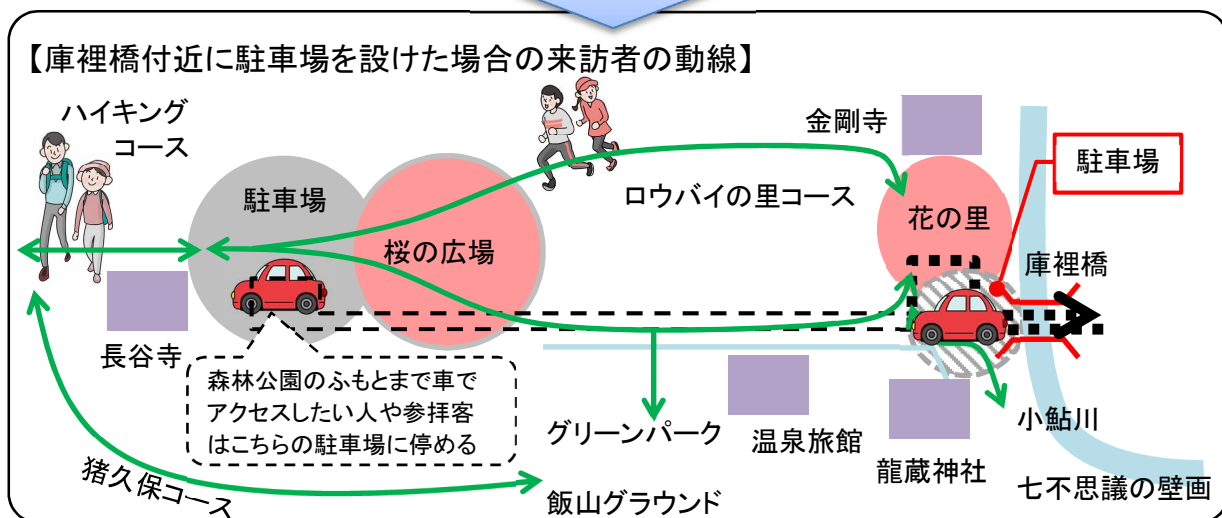 【庫裡橋付近に駐車場を設けた場合の来訪者の動線】
ハイキング
コース
金剛寺
駐車場
駐車場
ロウバイの里コース
花の里
桜の広場
庫裡橋
長谷寺
森林公園のふもとまで車で
アクセスしたい人や参拝客
はこちらの駐車場に停める
グリーンパーク
温泉旅館
小鮎川
龍蔵神社
猪久保コース
飯山グラウンド
七不思議の壁画